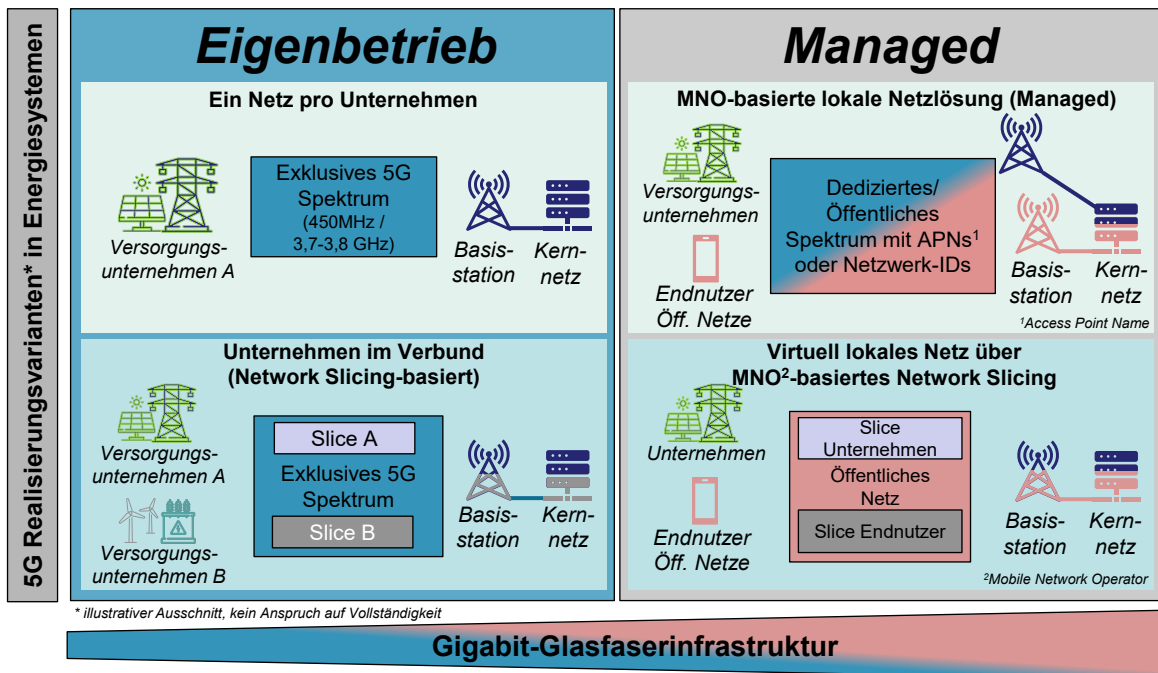 5G Realisierungsvarianten* in Energiesystemen
Eigenbetrieb
Ein Netz pro Unternehmen
Versorgungs-
unternehmen A
Exklusives 5G
Spektrum
(450MHz /
3,7-3,8 GHz)
Basis-
station
Kern-
netz
Unternehmen im Verbund
(Network Slicing-basiert)
Versorgungs-
unternehmen A
Versorgungs-
unternehmen B
Slice A
Exklusives 5G
Spektrum
Slice B
Basis-
station
Kern-
netz
Managed
MNO-basierte lokale Netzlösung (Managed)
Versorgungs-
unternehmen
Endnutzer
Öff. Netze
Dediziertes/
Öffentliches
Spektrum mit APNs¹
oder Netzwerk-IDs
Basis-
station
Kern-
netz
¹Access Point Name
Virtuell lokales Netz über
MNO²-basiertes Network Slicing
Unternehmen
Endnutzer
Öff. Netze
Slice
Unternehmen
Öffentliches
Netz
Slice Endnutzer
Basis-
station
Kern-
netz
²Mobile Network Operator
* illustrativer Ausschnitt, kein Anspruch auf Vollständigkeit
Gigabit-Glasfaserinfrastruktur